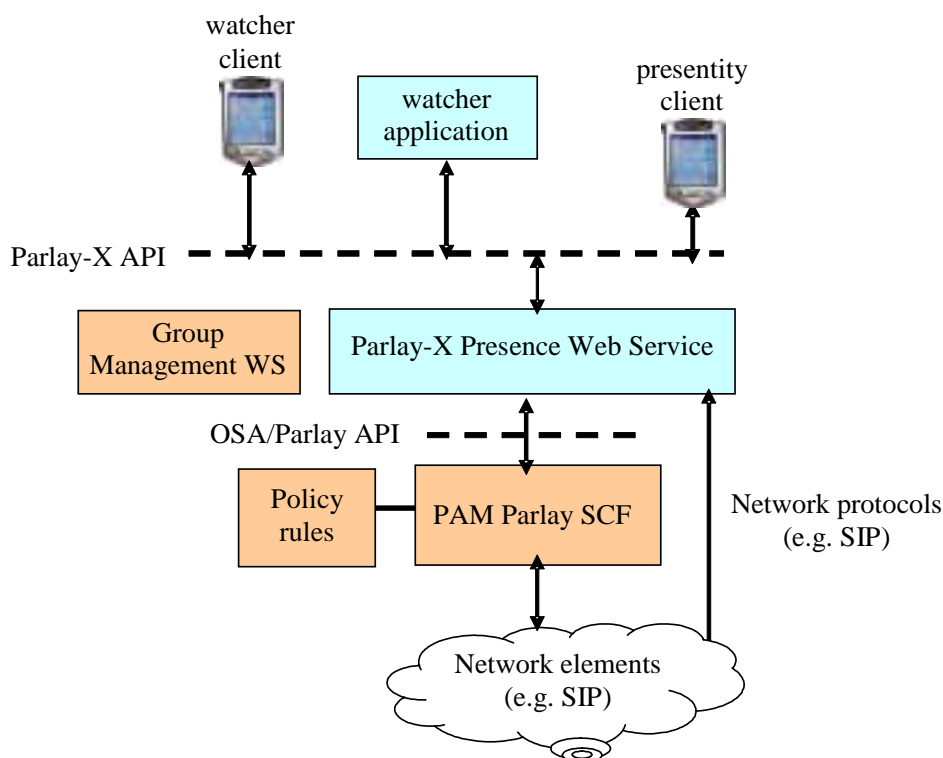 watcher
client
watcher
application
presentity
client
Parlay-X API
Group
Management WS
Parlay-X Presence Web Service
OSA/Parlay API
Policy
rules
PAM Parlay SCF
Network protocols
(e.g. SIP)
Network elements
(e.g. SIP)